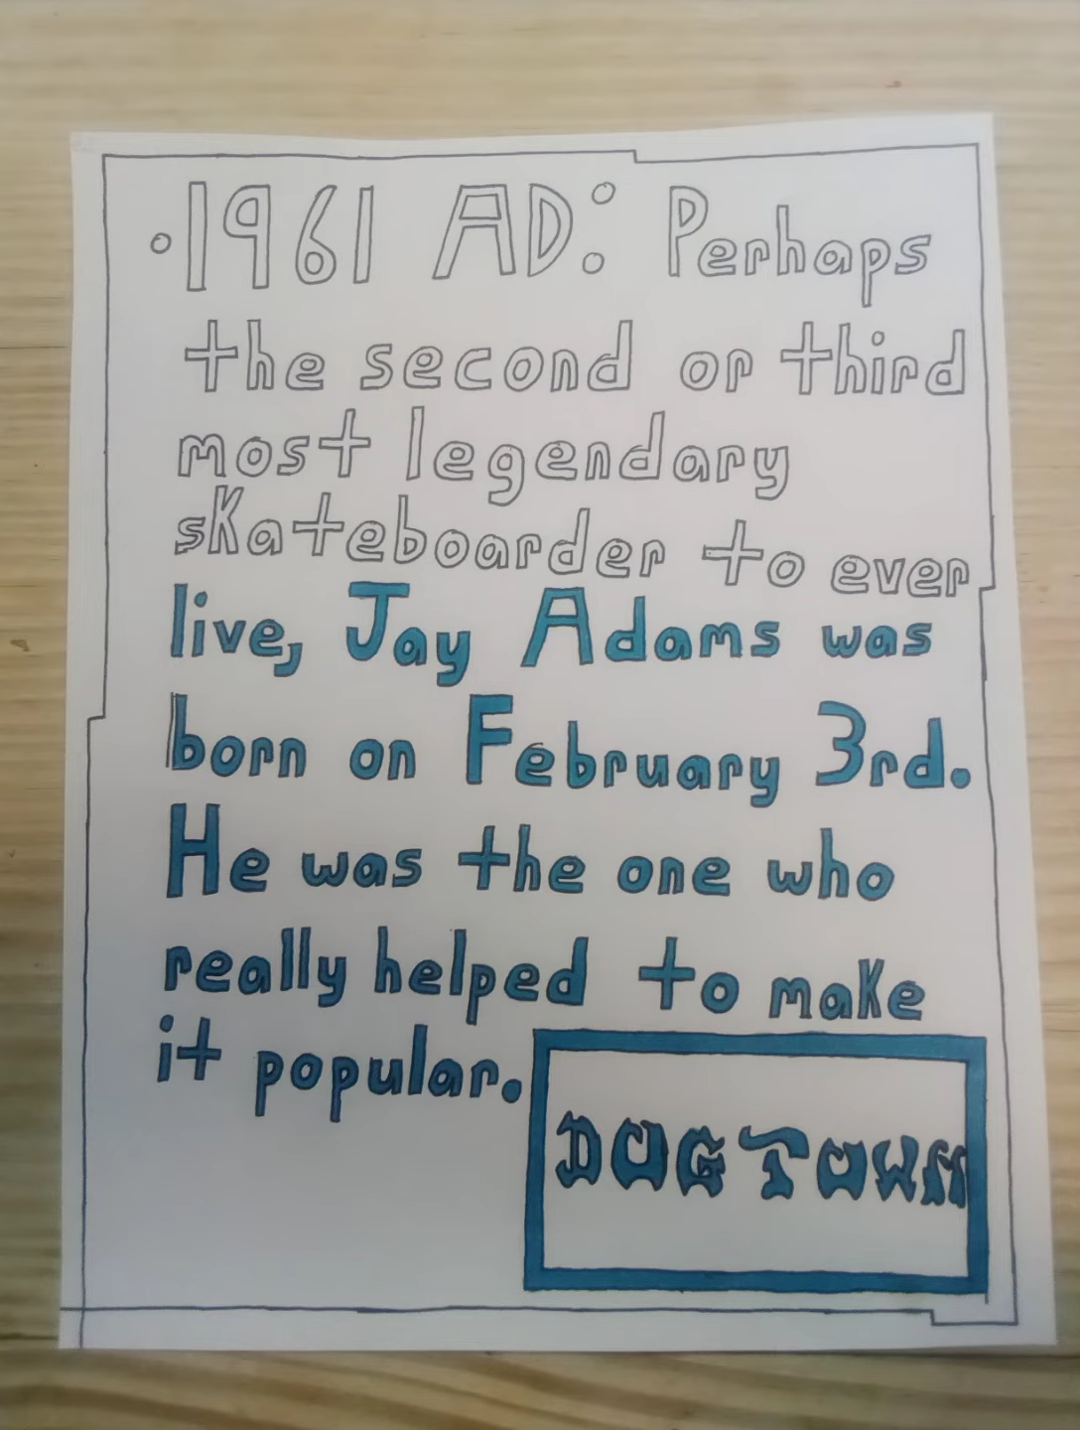 •1961 AD: Perhaps
the second or third
most legendary
skateboarder to ever
live, Jay Adams was
born on February 3rd.
He was the one who
really helped to make
it popular.
DOGTOWN